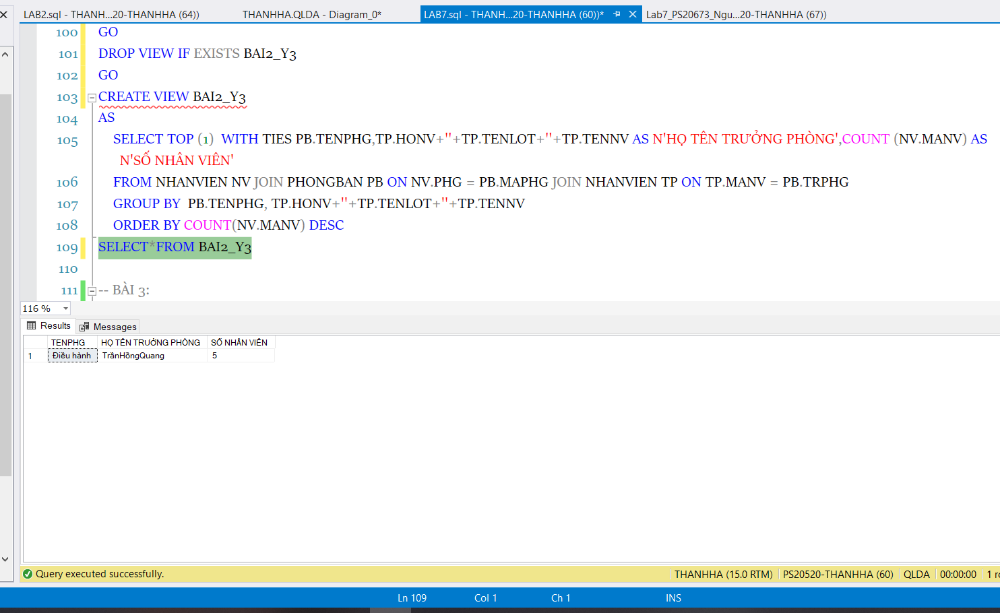 LAB2.sql - THANH...20-THANHHA (64))
THANHHA.QLDA - Diagram_0*
LAB7.sql - THANH...20-THANHHA (60))*
Lab7_PS20673_Ngu...20-THANHHA (67))
100 GO
101 DROP VIEW IF EXISTS BAI2_Y3
102 GO
103 CREATE VIEW BAI2_Y3
104 AS
105 SELECT TOP (1) WITH TIES PB.TENPHG,TP.HONV+''+TP.TENLOT+''+TP.TENNV AS N'HỌ TÊN TRƯỞNG PHÒNG',COUNT (NV.MANV) AS
N'SỐ NHÂN VIÊN'
106 FROM NHANVIEN NV JOIN PHONGBAN PB ON NV.PHG = PB.MAPHG JOIN NHANVIEN TP ON TP.MANV = PB.TRPHG
107 GROUP BY PB.TENPHG, TP.HONV+''+TP.TENLOT+''+TP.TENNV
108 ORDER BY COUNT(NV.MANV) DESC
109 SELECT*FROM BAI2_Y3
110
111 -- BÀI 3:
116 %
Results Messages
TENPHG HỌ TÊN TRƯỞNG PHÒNG SỐ NHÂN VIÊN
1 Điều hành TrầnHồngQuang 5
Query executed successfully.
THANHHA (15.0 RTM) PS20520-THANHHA (60) QLDA 00:00:00 1 ro
Ln 109 Col 1 Ch 1 INS